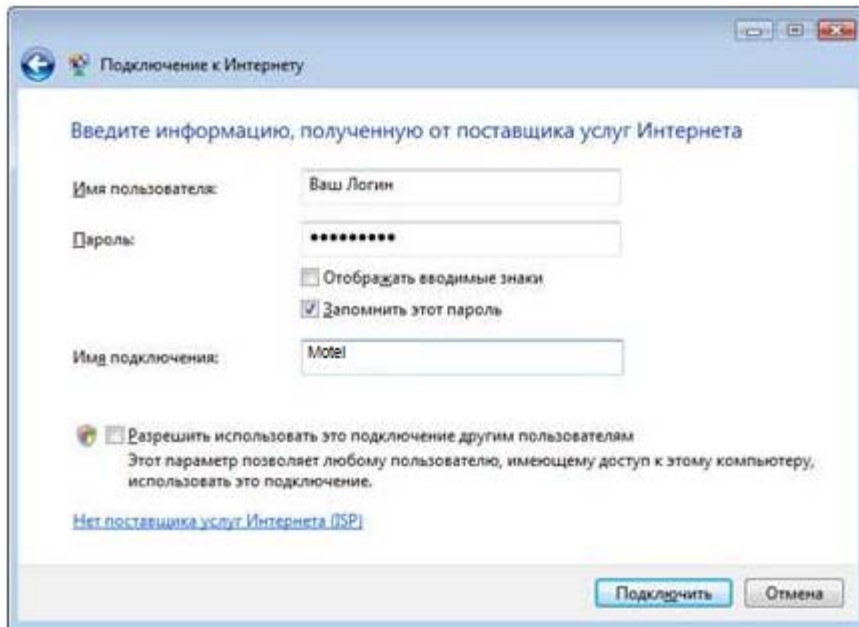 Подключение к Интернету
Введите информацию, полученную от поставщика услуг Интернета
Имя пользователя: Ваш Логин
Пароль: •••••••••
Отображать вводимые знаки
Запомнить этот пароль
Имя подключения: Motel
Разрешить использовать это подключение другим пользователям
Этот параметр позволяет любому пользователю, имеющему доступ к этому компьютеру,
использовать это подключение.
Нет поставщика услуг Интернета (ISP)
Подключить Отмена